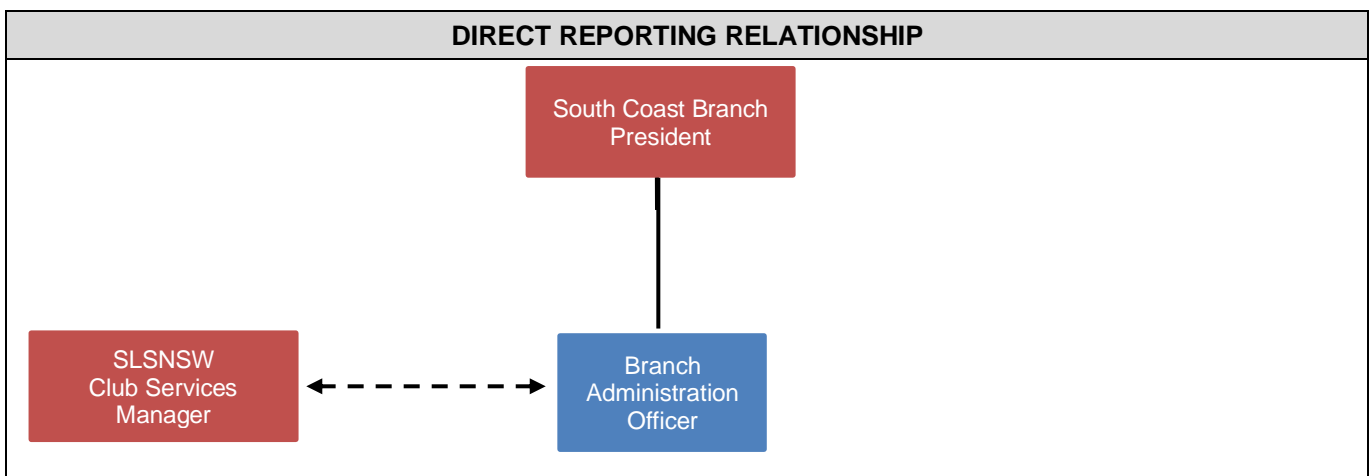 DIRECT REPORTING RELATIONSHIP
South Coast Branch
President
SLSNSW
Club Services
Manager
Branch
Administration
Officer